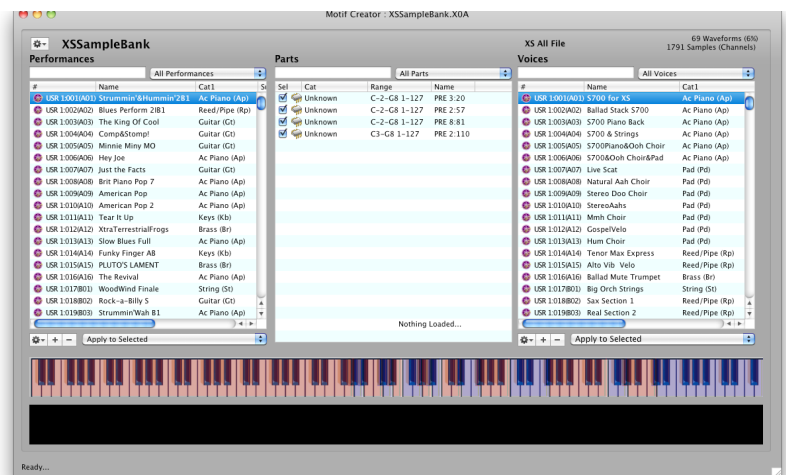 Motif Creator : XSSampleBank.X0A
XSSampleBank
XS All File
69 Waveforms (6%)
1791 Samples (Channels)
Performances
Parts
Voices
All Performances
All Parts
All Voices
# Name Cat1
USR 1:001(A01) Strummin'&Hummin'2B1 Ac Piano (Ap)
USR 1:002(A02) Blues Perform 2IB1 Reed/Pipe (Rp)
USR 1:003(A03) The King Of Cool Guitar (Gt)
USR 1:004(A04) Comp&Stomp! Guitar (Gt)
USR 1:005(A05) Minnie Miny MO Guitar (Gt)
USR 1:006(A06) Hey Joe Ac Piano (Ap)
USR 1:007(A07) Just the Facts Guitar (Gt)
USR 1:008(A08) Brit Piano Pop 7 Ac Piano (Ap)
USR 1:009(A09) American Pop Ac Piano (Ap)
USR 1:010(A10) American Pop 2 Ac Piano (Ap)
USR 1:011(A11) Tear It Up Keys (Kb)
USR 1:012(A12) XtraTerrestrialFrogs Brass (Br)
USR 1:013(A13) Slow Blues Full Ac Piano (Ap)
USR 1:014(A14) Funky Finger AB Keys (Kb)
USR 1:015(A15) PLUTO'S LAMENT Brass (Br)
USR 1:016(A16) The Revival Ac Piano (Ap)
USR 1:017(B01) WoodWind Finale String (St)
USR 1:018(B02) Rock-a-Billy S Guitar (Gt)
USR 1:019(B03) Strummin'Wah B1 Ac Piano (Ap)
Apply to Selected
Sel Cat Range Name
Unknown C-2-G8 1-127 PRE 3:20
Unknown C-2-G8 1-127 PRE 2:57
Unknown C-2-G8 1-127 PRE 8:81
Unknown C3-G8 1-127 PRE 2:110
Nothing Loaded...
# Name Cat1
USR 1:001(A01) S700 for XS Ac Piano (Ap)
USR 1:002(A02) Ballad Stack S700 Ac Piano (Ap)
USR 1:003(A03) S700 Piano Back Ac Piano (Ap)
USR 1:004(A04) S700 & Strings Ac Piano (Ap)
USR 1:005(A05) S700Piano&Ooh Choir Ac Piano (Ap)
USR 1:006(A06) S700&Ooh Choir&Pad Ac Piano (Ap)
USR 1:007(A07) Live Scat Pad (Pd)
USR 1:008(A08) Natural Aah Choir Pad (Pd)
USR 1:009(A09) Stereo Doo Choir Pad (Pd)
USR 1:010(A10) StereoAahs Pad (Pd)
USR 1:011(A11) Mmh Choir Pad (Pd)
USR 1:012(A12) GospelVelo Pad (Pd)
USR 1:013(A13) Hum Choir Pad (Pd)
USR 1:014(A14) Tenor Max Express Reed/Pipe (Rp)
USR 1:015(A15) Alto Vib Velo Reed/Pipe (Rp)
USR 1:016(A16) Ballad Mute Trumpet Brass (Br)
USR 1:017(B01) Big Orch Strings String (St)
USR 1:018(B02) Sax Section 1 Reed/Pipe (Rp)
USR 1:019(B03) Real Section 2 Reed/Pipe (Rp)
Apply to Selected
Ready...